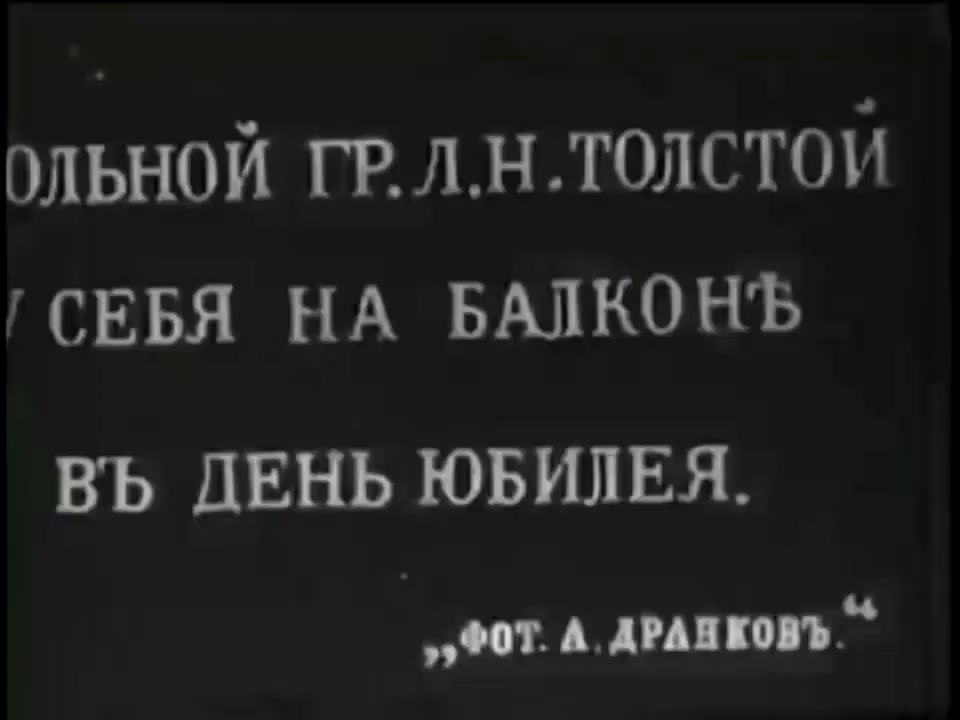 ОЛЬНОЙ ГР. Л. Н. ТОЛСТОЙ
У СЕБЯ НА БАЛКОНѢ
ВЪ ДЕНЬ ЮБИЛЕЯ.
„ФОТ. А. ДРАНКОВЪ.“